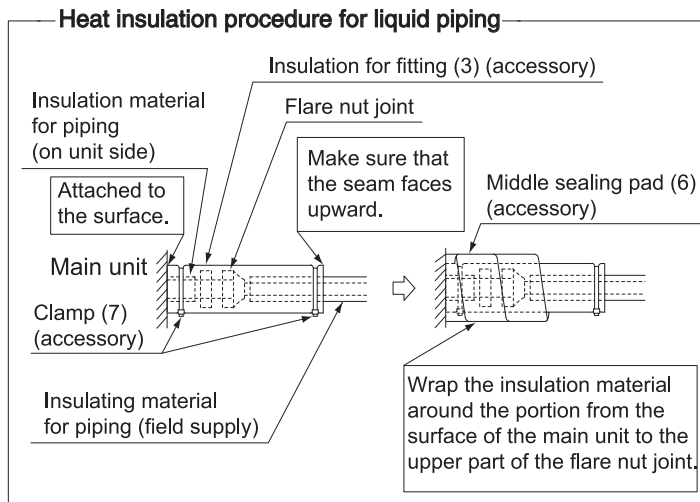 Heat insulation procedure for liquid piping
Insulation for fitting (3) (accessory)
Insulation material
for piping
(on unit side)
Flare nut joint
Attached to
the surface.
Make sure that
the seam faces
upward.
Middle sealing pad (6)
(accessory)
Main unit
Clamp (7)
(accessory)
Insulating material
for piping (field supply)
Wrap the insulation material
around the portion from the
surface of the main unit to the
upper part of the flare nut joint.